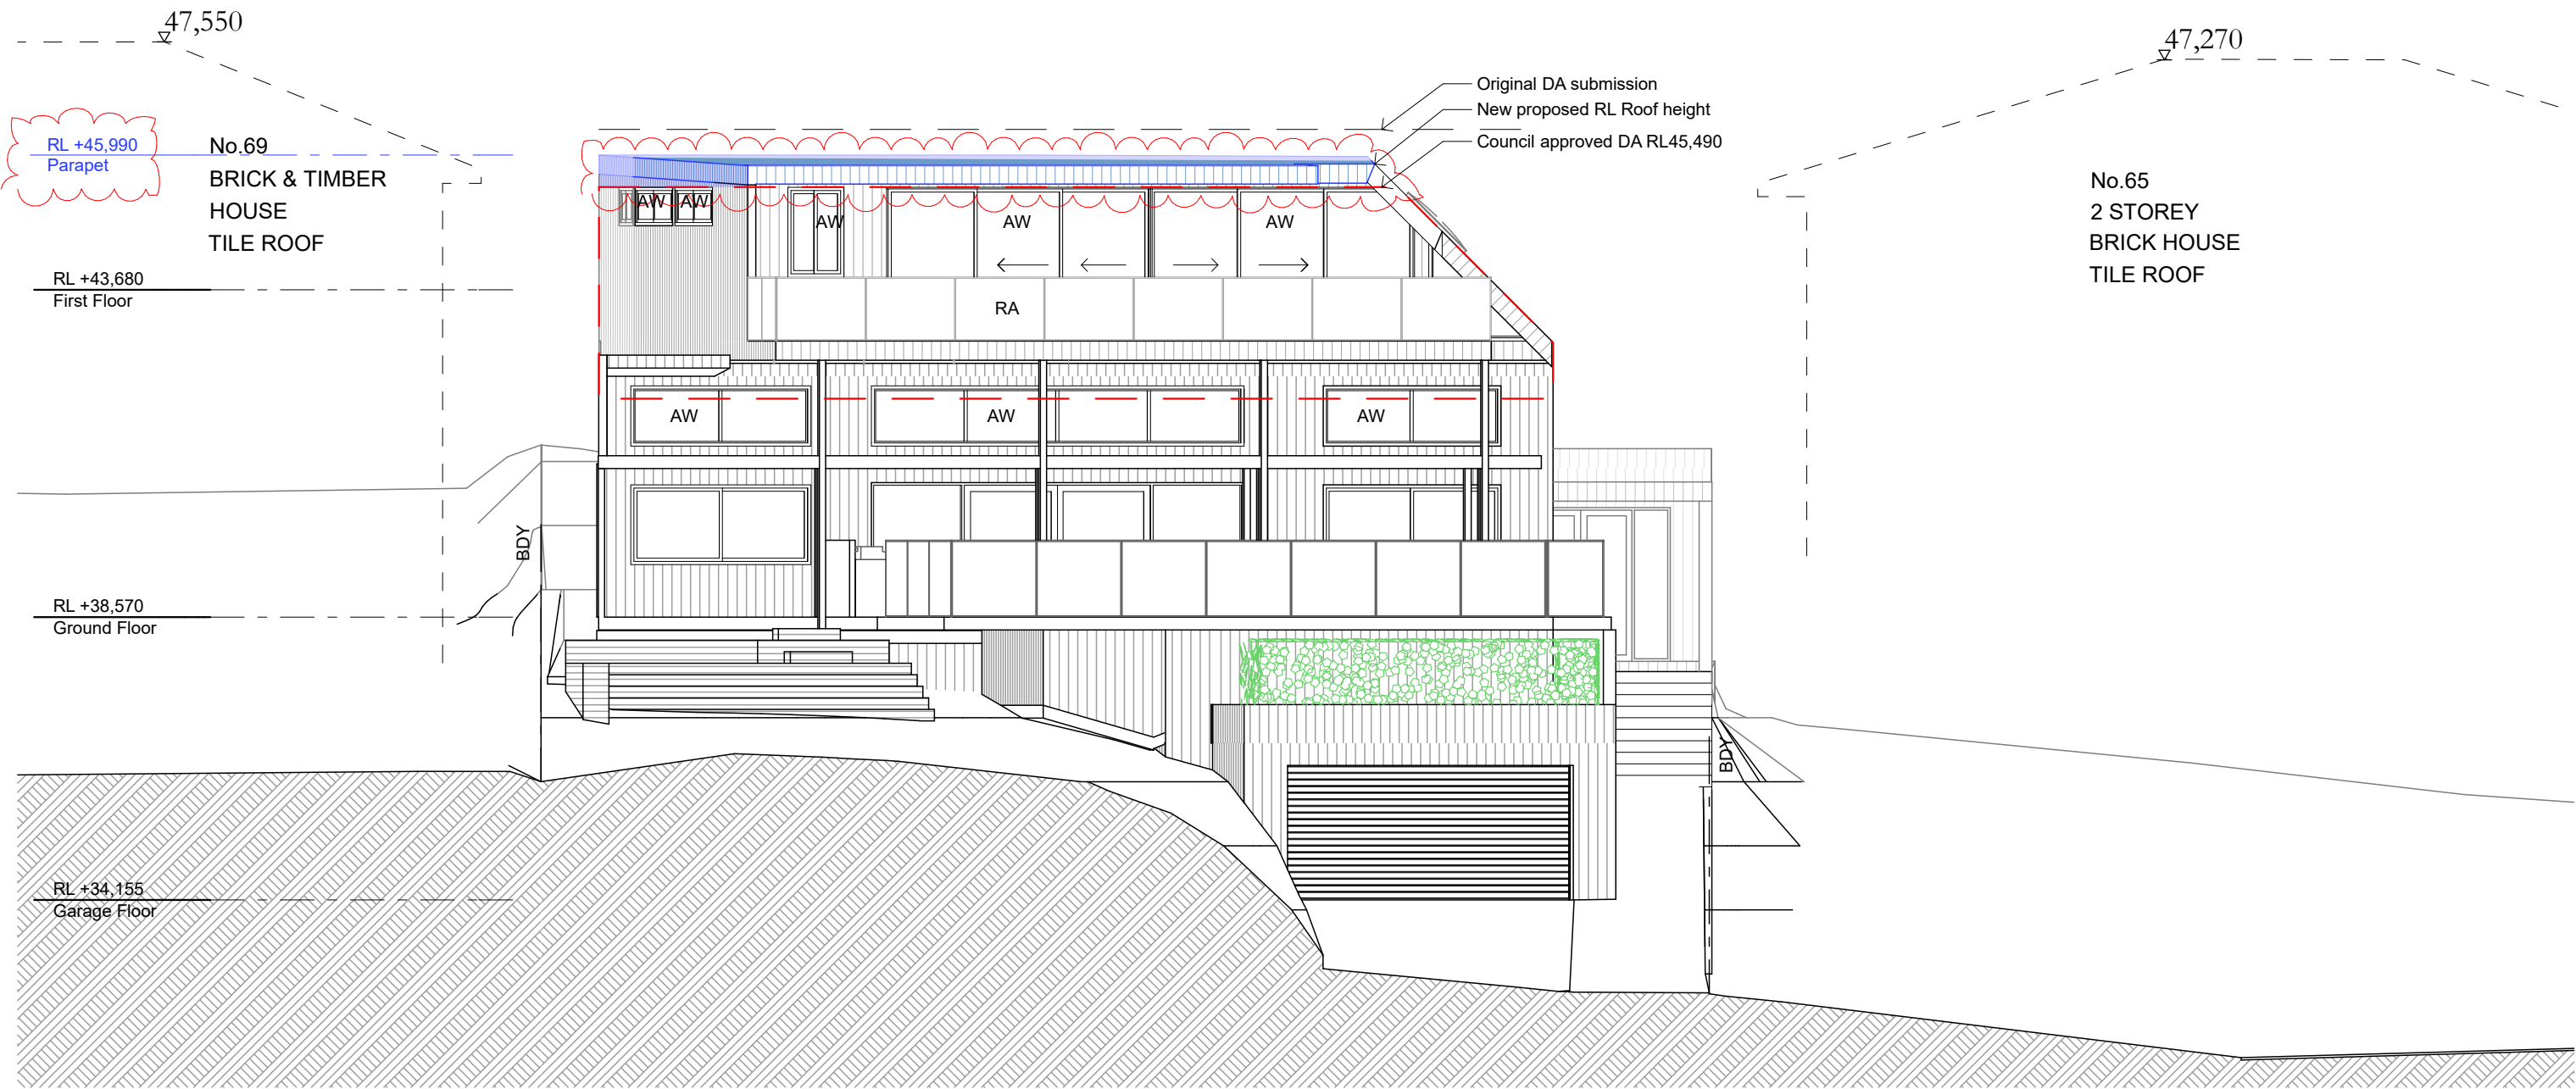 47,550
47,270
Original DA submission
New proposed RL Roof height
Council approved DA RL45,490
RL +45,990
Parapet
No.69
BRICK & TIMBER
HOUSE
TILE ROOF
No.65
2 STOREY
BRICK HOUSE
TILE ROOF
AW
AW
AW
AW
AW
RL +43,680
First Floor
RA
AW
AW
AW
BDY
RL +38,570
Ground Floor
BDY
RL +34,155
Garage Floor